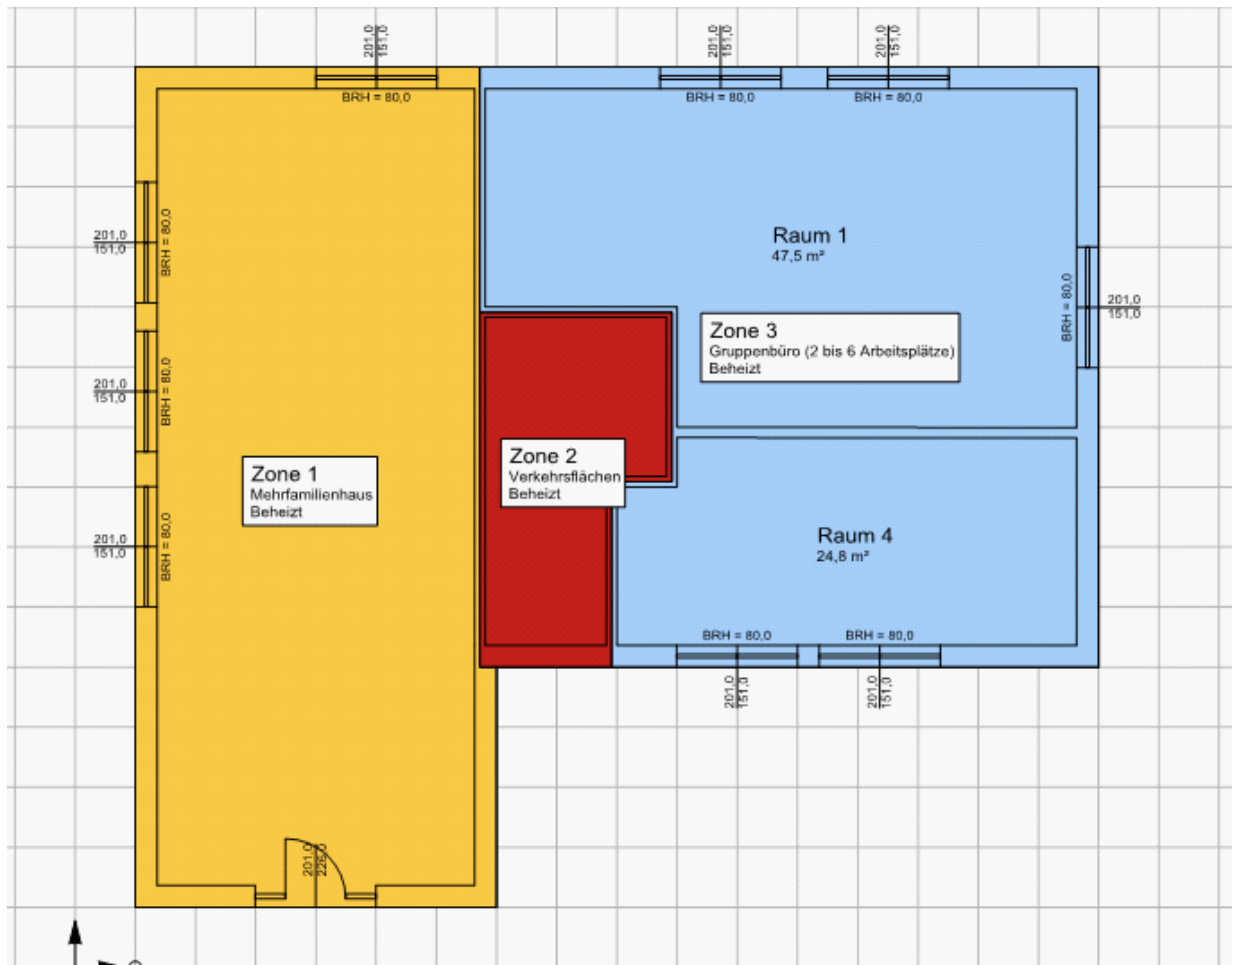 201,0
151,0
BRH = 80,0
201,0
151,0
BRH = 80,0
201,0
151,0
BRH = 80,0
201,0
151,0
BRH = 80,0
Raum 1
47,5 m²
201,0
151,0
BRH = 80,0
Zone 3
Gruppenbüro (2 bis 6 Arbeitsplätze)
Beheizt
201,0
151,0
BRH = 80,0
201,0
151,0
BRH = 80,0
Zone 1
Mehrfamilienhaus
Beheizt
Zone 2
Verkehrsflächen
Beheizt
201,0
151,0
BRH = 80,0
Raum 4
24,8 m²
BRH = 80,0
201,0
151,0
BRH = 80,0
201,0
151,0
201,0
226,0